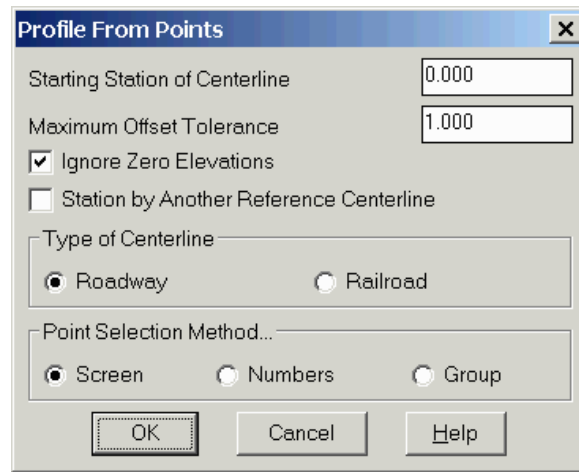 Profile From Points
Starting Station of Centerline 0.000
Maximum Offset Tolerance 1.000
Ignore Zero Elevations
Station by Another Reference Centerline
Type of Centerline
Roadway Railroad
Point Selection Method...
Screen Numbers Group
OK Cancel Help